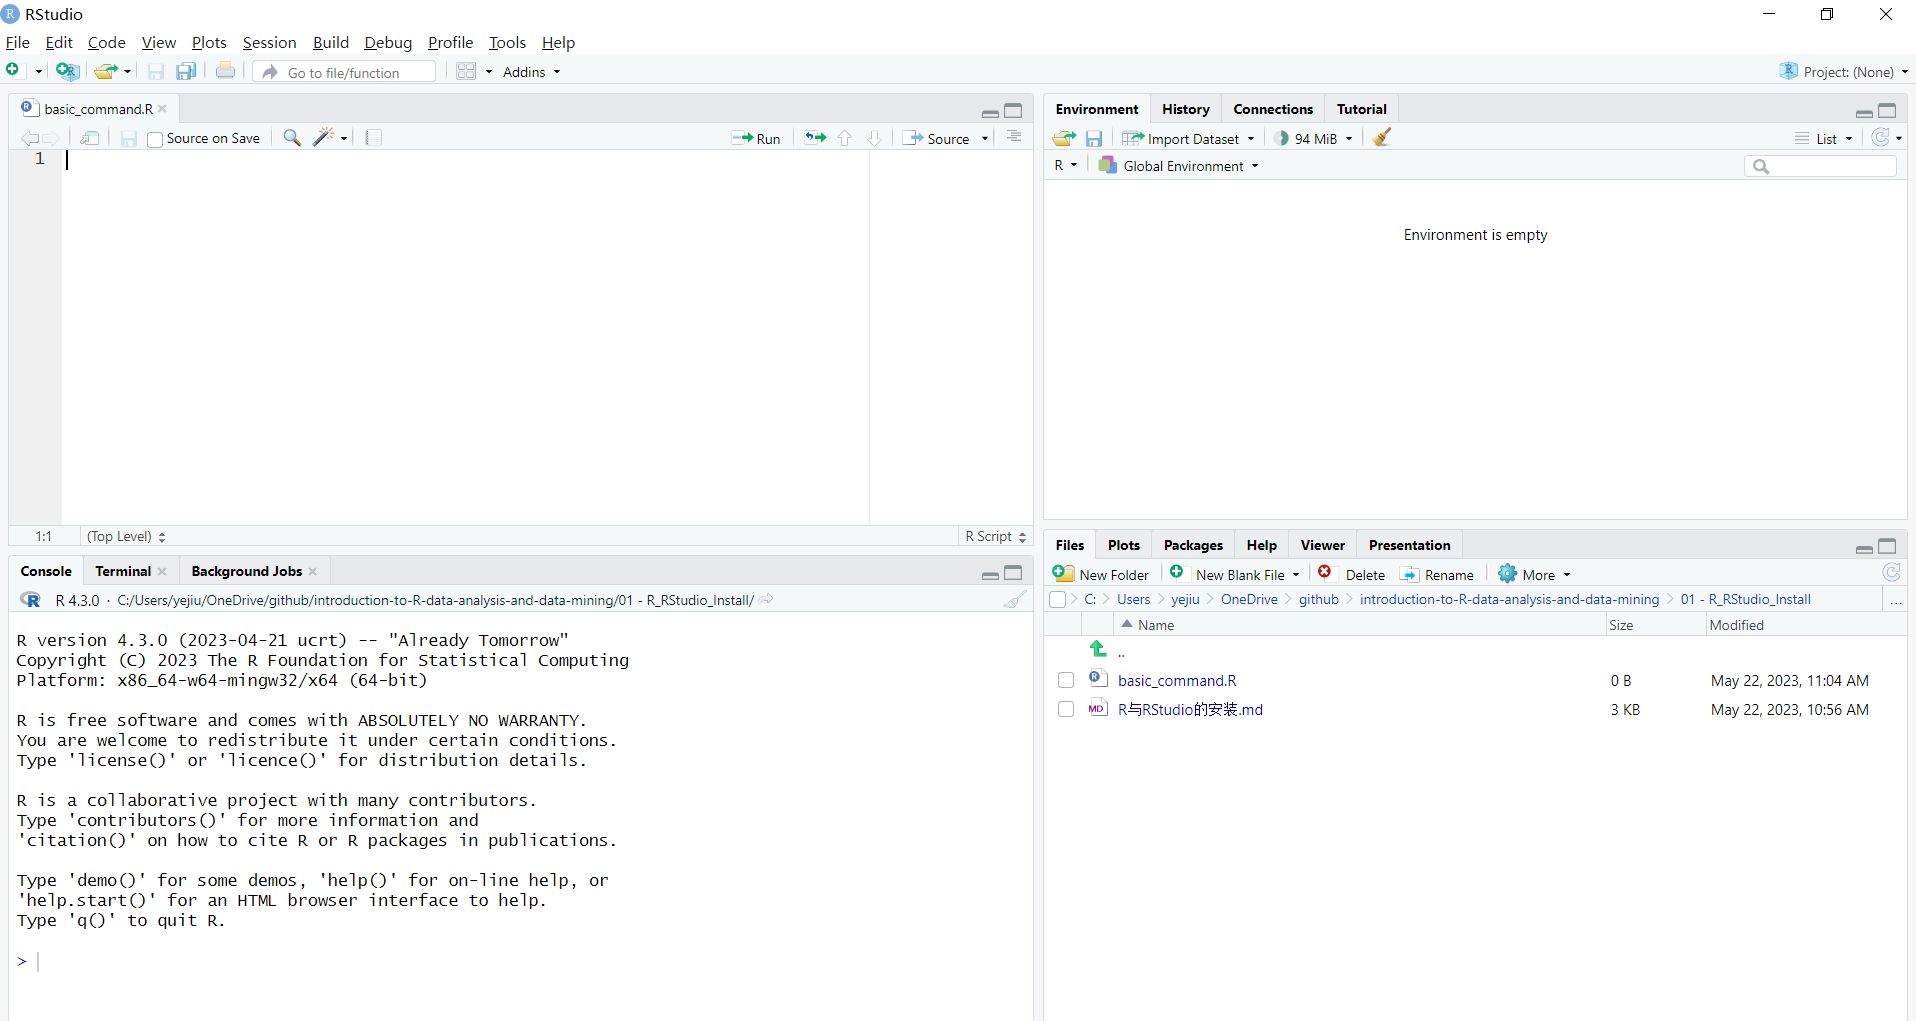 RStudio
File Edit Code View Plots Session Build Debug Profile Tools Help
Go to file/function Addins Project: (None)
basic_command.R
Source on Save Run Source
1
1:1 (Top Level) R Script
Console Terminal Background Jobs
R 4.3.0 · C:/Users/yejiu/OneDrive/github/introduction-to-R-data-analysis-and-data-mining/01 - R_RStudio_Install/
R version 4.3.0 (2023-04-21 ucrt) -- "Already Tomorrow"
Copyright (C) 2023 The R Foundation for Statistical Computing
Platform: x86_64-w64-mingw32/x64 (64-bit)
R is free software and comes with ABSOLUTELY NO WARRANTY.
You are welcome to redistribute it under certain conditions.
Type 'license()' or 'licence()' for distribution details.
R is a collaborative project with many contributors.
Type 'contributors()' for more information and
'citation()' on how to cite R or R packages in publications.
Type 'demo()' for some demos, 'help()' for on-line help, or
'help.start()' for an HTML browser interface to help.
Type 'q()' to quit R.
>
Environment History Connections Tutorial
Import Dataset 94 MiB List
R Global Environment
Environment is empty
Files Plots Packages Help Viewer Presentation
New Folder New Blank File Delete Rename More
C: Users yejiu OneDrive github introduction-to-R-data-analysis-and-data-mining 01 - R_RStudio_Install ...
Name Size Modified
..
basic_command.R 0 B May 22, 2023, 11:04 AM
MD R与RStudio的安装.md 3 KB May 22, 2023, 10:56 AM